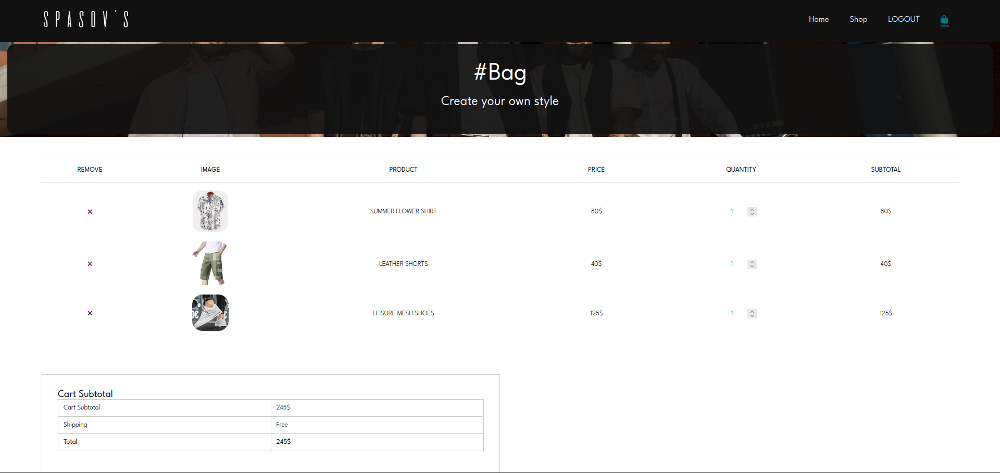 SPASOV'S
Home Shop LOGOUT
#Bag
Create your own style
REMOVE IMAGE PRODUCT PRICE QUANTITY SUBTOTAL
× SUMMER FLOWER SHIRT 80$ 1 80$
× LEATHER SHORTS 40$ 1 40$
× LEISURE MESH SHOES 125$ 1 125$
Cart Subtotal
Cart Subtotal 245$
Shipping Free
Total 245$